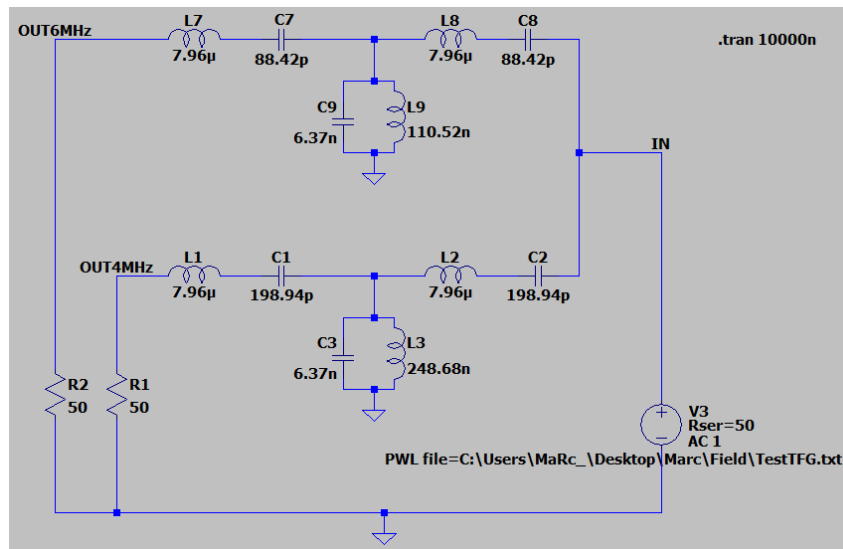 OUT6MHz
L7
7.96µ
C7
88.42p
L8
7.96µ
C8
88.42p
.tran 10000n
C9
6.37n
L9
110.52n
IN
OUT4MHz
L1
7.96µ
C1
198.94p
L2
7.96µ
C2
198.94p
C3
6.37n
L3
248.68n
R2
50
R1
50
V3
Rser=50
AC 1
PWL file=C:\Users\MaRc_\Desktop\Marc\Field\TestTFG.txt